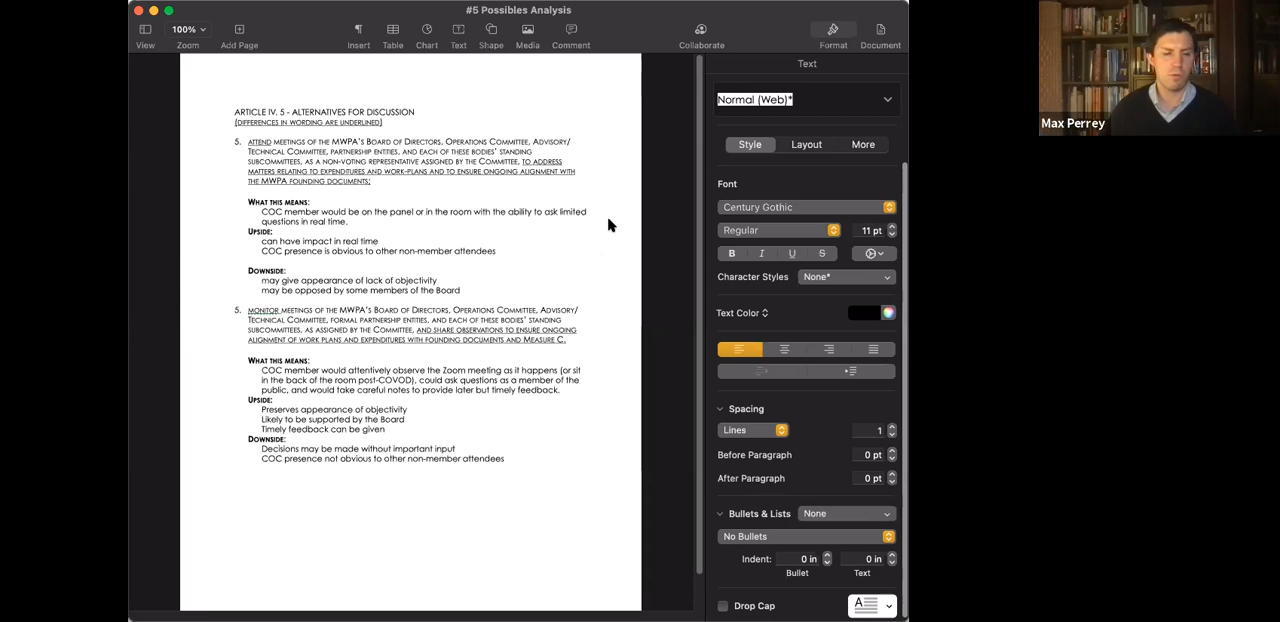 #5 Possibles Analysis
100%
View
Zoom
Add Page
Insert
Table
Chart
Text
Shape
Media
Comment
Collaborate
Format
Document
ARTICLE IV. 5 - ALTERNATIVES FOR DISCUSSION
(DIFFERENCES IN WORDING ARE UNDERLINED)
5. ATTEND MEETINGS OF THE MWPA'S BOARD OF DIRECTORS, OPERATIONS COMMITTEE, ADVISORY/
TECHNICAL COMMITTEE, PARTNERSHIP ENTITIES, AND EACH OF THESE BODIES' STANDING
SUBCOMMITTEES, AS A NON-VOTING REPRESENTATIVE ASSIGNED BY THE COMMITTEE, TO ADDRESS
MATTERS RELATING TO EXPENDITURES AND WORK-PLANS AND TO ENSURE ONGOING ALIGNMENT WITH
THE MWPA FOUNDING DOCUMENTS;
WHAT THIS MEANS:
COC member would be on the panel or in the room with the ability to ask limited
questions in real time.
UPSIDE:
can have impact in real time
COC presence is obvious to other non-member attendees
DOWNSIDE:
may give appearance of lack of objectivity
may be opposed by some members of the Board
5. MONITOR MEETINGS OF THE MWPA'S BOARD OF DIRECTORS, OPERATIONS COMMITTEE, ADVISORY/
TECHNICAL COMMITTEE, FORMAL PARTNERSHIP ENTITIES, AND EACH OF THESE BODIES' STANDING
SUBCOMMITTEES, AS ASSIGNED BY THE COMMITTEE, AND SHARE OBSERVATIONS TO ENSURE ONGOING
ALIGNMENT OF WORK PLANS AND EXPENDITURES WITH FOUNDING DOCUMENTS AND MEASURE C.
WHAT THIS MEANS:
COC member would attentively observe the Zoom meeting as it happens (or sit
in the back of the room post-COVOD), could ask questions as a member of the
public, and would take careful notes to provide later but timely feedback.
UPSIDE:
Preserves appearance of objectivity
Likely to be supported by the Board
Timely feedback can be given
DOWNSIDE:
Decisions may be made without important input
COC presence not obvious to other non-member attendees
Text
Normal (Web)*
Style
Layout
More
Font
Century Gothic
Regular
11 pt
B
I
U
S
Character Styles
None*
Text Color
Spacing
Lines
1
Before Paragraph
0 pt
After Paragraph
0 pt
Bullets & Lists
None
No Bullets
Indent:
0 in
0 in
Bullet
Text
Drop Cap
A
Max Perrey